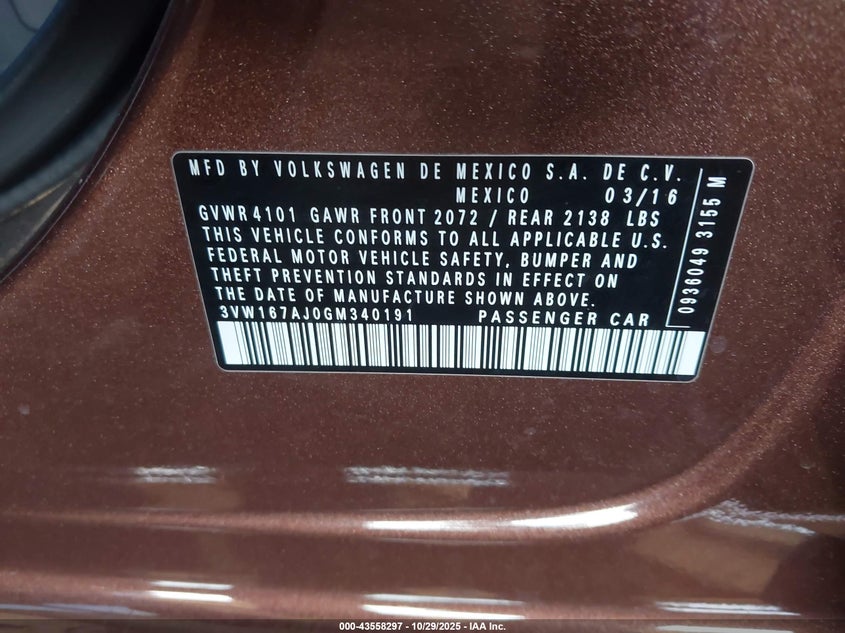 MFD BY VOLKSWAGEN DE MEXICO S.A. DE C.V.
MEXICO 03/16
GVWR 4101 GAWR FRONT 2072 / REAR 2138 LBS
THIS VEHICLE CONFORMS TO ALL APPLICABLE U.S.
FEDERAL MOTOR VEHICLE SAFETY, BUMPER AND
THEFT PREVENTION STANDARDS IN EFFECT ON
THE DATE OF MANUFACTURE SHOWN ABOVE.
3VW167AJ0GM340191 PASSENGER CAR
0936049 3155 M
000-43558297 - 10/29/2025 - IAA Inc.